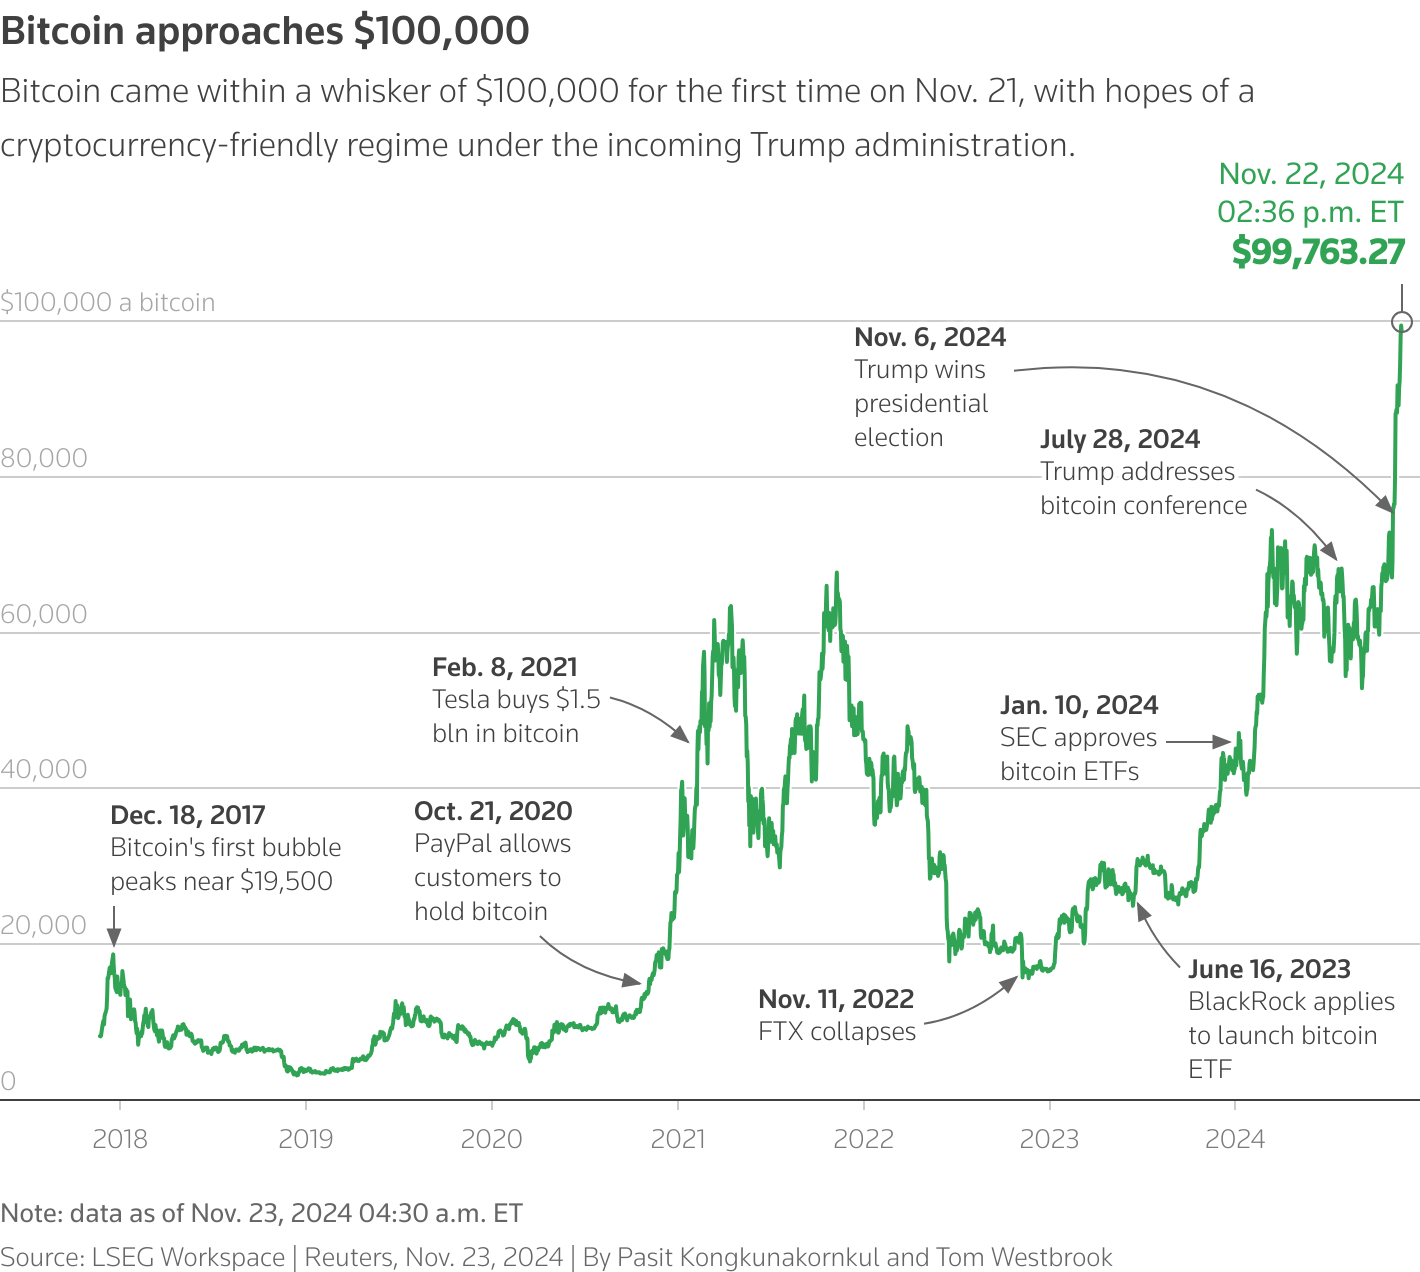 Bitcoin approaches $100,000
Bitcoin came within a whisker of $100,000 for the first time on Nov. 21, with hopes of a
cryptocurrency-friendly regime under the incoming Trump administration.
Nov. 22, 2024
02:36 p.m. ET
$99,763.27
$100,000 a bitcoin
Nov. 6, 2024
Trump wins
presidential
election
July 28, 2024
Trump addresses
bitcoin conference
80,000
60,000
Feb. 8, 2021
Tesla buys $1.5
bln in bitcoin
Jan. 10, 2024
SEC approves
bitcoin ETFs
40,000
Dec. 18, 2017
Bitcoin's first bubble
peaks near $19,500
Oct. 21, 2020
PayPal allows
customers to
hold bitcoin
20,000
Nov. 11, 2022
FTX collapses
June 16, 2023
BlackRock applies
to launch bitcoin
ETF
0
2018 2019 2020 2021 2022 2023 2024
Note: data as of Nov. 23, 2024 04:30 a.m. ET
Source: LSEG Workspace | Reuters, Nov. 23, 2024 | By Pasit Kongkunakornkul and Tom Westbrook